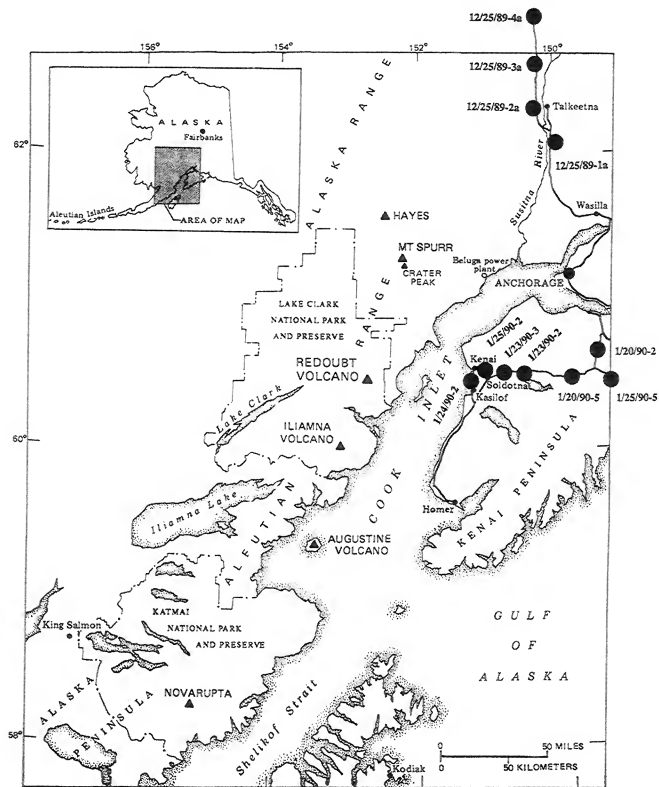 12/25/89-4a
156°
154°
152°
150°
12/25/89-3a
12/25/89-2a
Talkeetna
12/25/89-1a
ALASKA
Fairbanks
Aleutian Islands
AREA OF MAP
62°
ALASKA RANGE
River
Susitna
Wasilla
HAYES
MT SPURR
CRATER
PEAK
Beluga power
plant
ANCHORAGE
LAKE CLARK
NATIONAL PARK
AND PRESERVE
RANGE
REDOUBT
VOLCANO
1/25/90-2
1/23/90-3
1/23/90-2
1/20/90-2
Kenai
Soldotna
1/24/90-2
Kasilof
1/20/90-5
1/25/90-5
Lake Clark
ILIAMNA
VOLCANO
60°
COOK INLET
Iliamna Lake
Homer
KENAI PENINSULA
ALEUTIAN
AUGUSTINE
VOLCANO
KATMAI
NATIONAL PARK
AND PRESERVE
King Salmon
GULF
OF
ALASKA
NOVARUPTA
ALASKA
PENINSULA
Shelikof Strait
58°
Kodiak
0 50 MILES
0 50 KILOMETERS